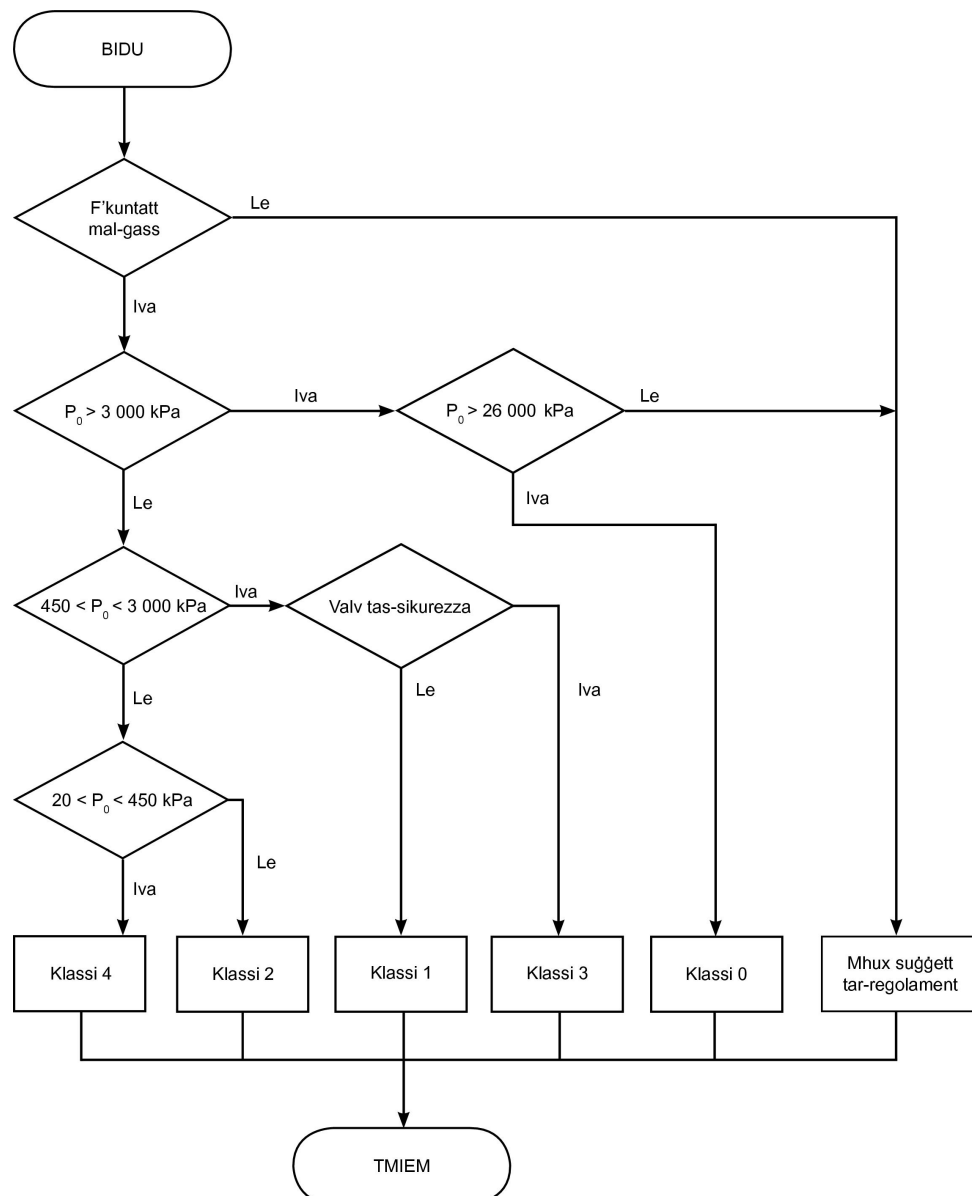 BIDU
F'kuntatt
mal-gass
Le
Iva
P₀ > 3 000 kPa
Iva
P₀ > 26 000 kPa
Le
Le
Iva
450 < P₀ < 3 000 kPa
Iva
Valv tas-sikurezza
Le
Le
Iva
20 < P₀ < 450 kPa
Iva
Le
Klassi 4
Klassi 2
Klassi 1
Klassi 3
Klassi 0
Mhux suġġett
tar-regolament
TMIEM